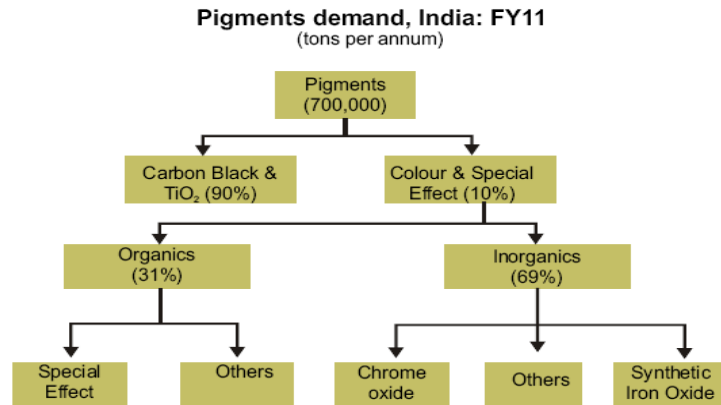 Pigments demand, India: FY11
(tons per annum)
Pigments
(700,000)
Carbon Black &
TiO₂ (90%)
Colour & Special
Effect (10%)
Organics
(31%)
Inorganics
(69%)
Special
Effect
Others
Chrome
oxide
Others
Synthetic
Iron Oxide